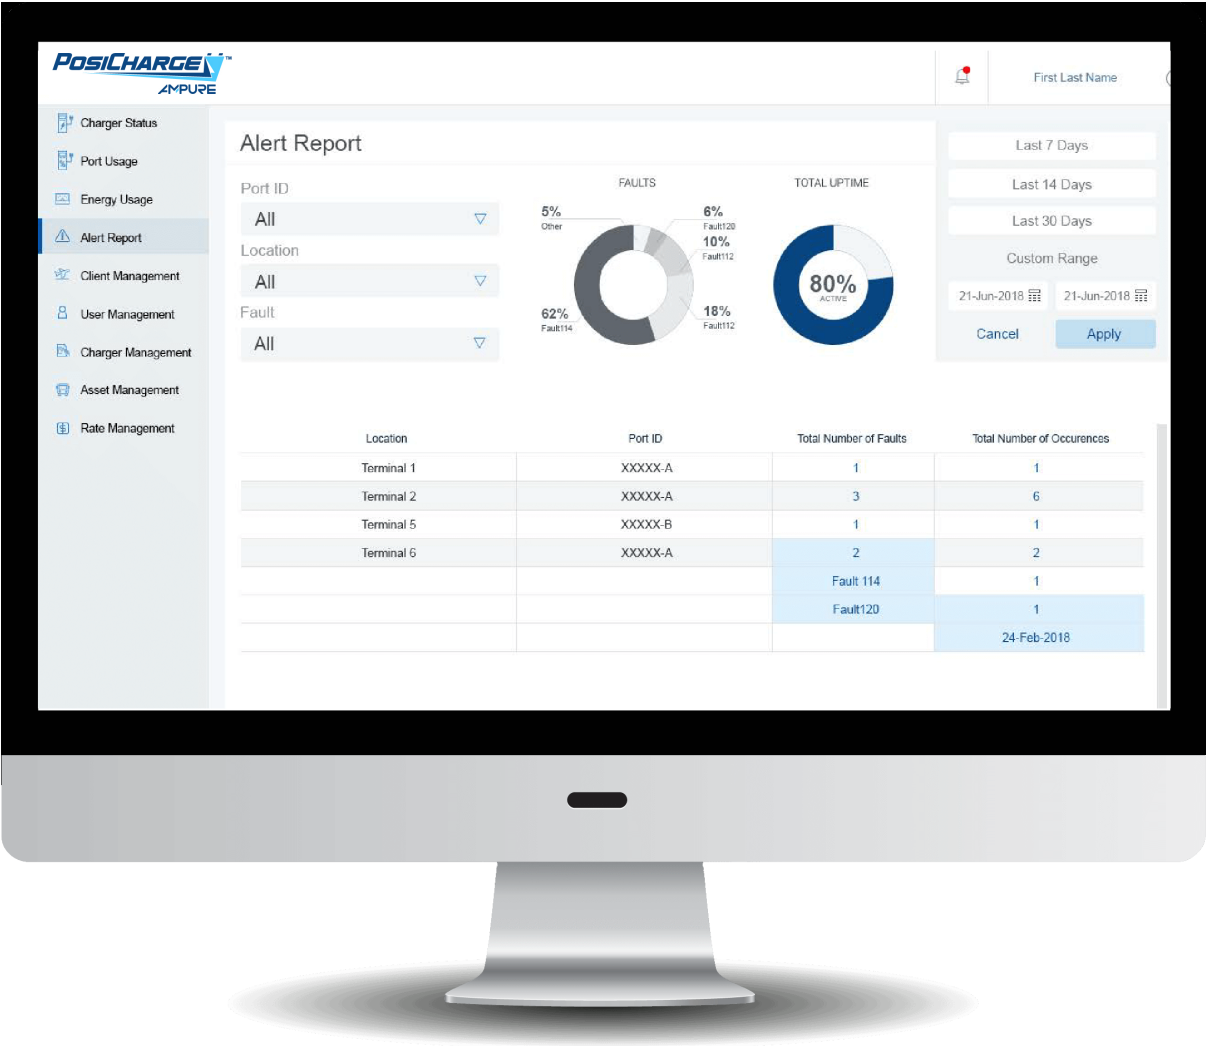 POSICHARGE™
AMPURE
First Last Name
Charger Status
Port Usage
Energy Usage
Alert Report
Client Management
User Management
Charger Management
Asset Management
Rate Management
Alert Report
Port ID
All
Location
All
Fault
All
FAULTS
5%
Other
6%
Fault120
10%
Fault112
18%
Fault112
62%
Fault114
TOTAL UPTIME
80%
ACTIVE
Last 7 Days
Last 14 Days
Last 30 Days
Custom Range
21-Jun-2018 21-Jun-2018
Cancel Apply
Location Port ID Total Number of Faults Total Number of Occurences
Terminal 1 XXXXX-A 1 1
Terminal 2 XXXXX-A 3 6
Terminal 5 XXXXX-B 1 1
Terminal 6 XXXXX-A 2 2
Fault 114 1
Fault120 1
24-Feb-2018